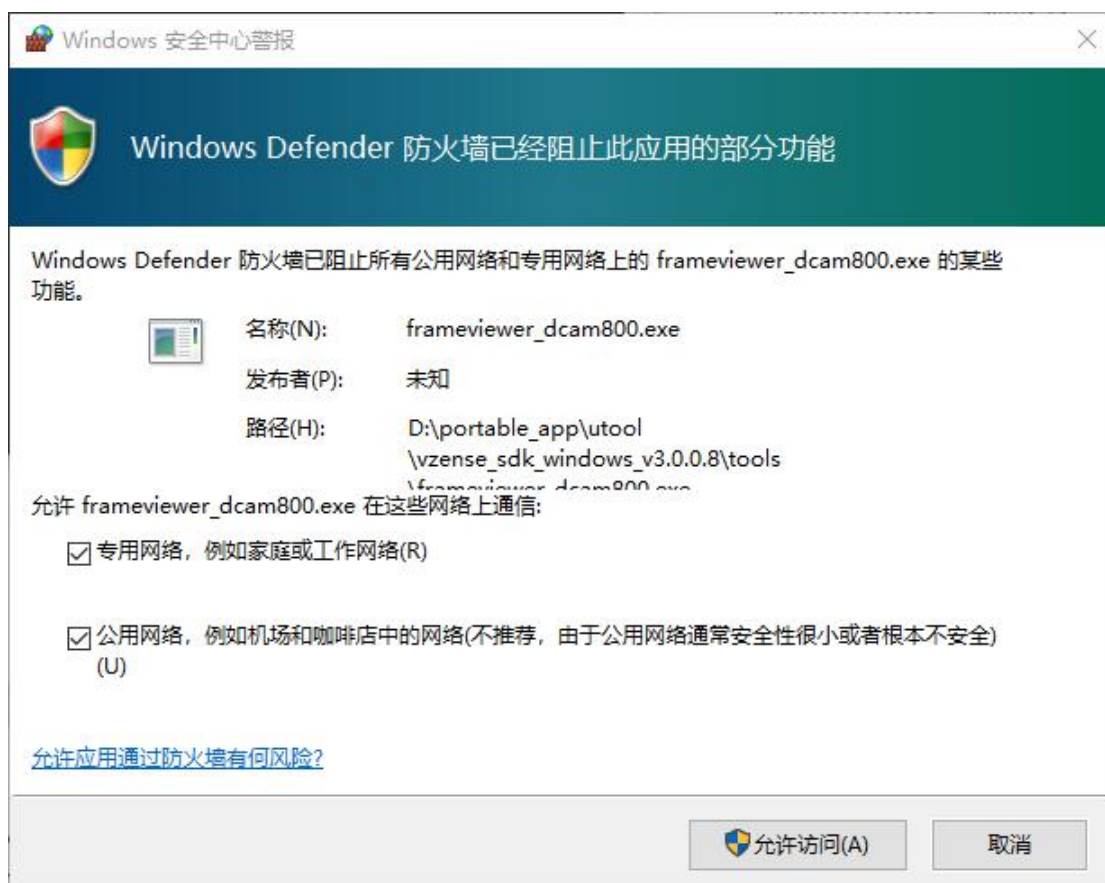 Windows 安全中心警报
Windows Defender 防火墙已经阻止此应用的部分功能
Windows Defender 防火墙已阻止所有公用网络和专用网络上的 frameviewer_dcam800.exe 的某些
功能。
名称(N): frameviewer_dcam800.exe
发布者(P): 未知
路径(H): D:\portable_app\utool
\vzense_sdk_windows_v3.0.0.8\tools
\frameviewer_dcam800.exe
允许 frameviewer_dcam800.exe 在这些网络上通信:
专用网络，例如家庭或工作网络(R)
公用网络，例如机场和咖啡店中的网络(不推荐，由于公用网络通常安全性很小或者根本不安全)
(U)
允许应用通过防火墙有何风险?
允许访问(A) 取消